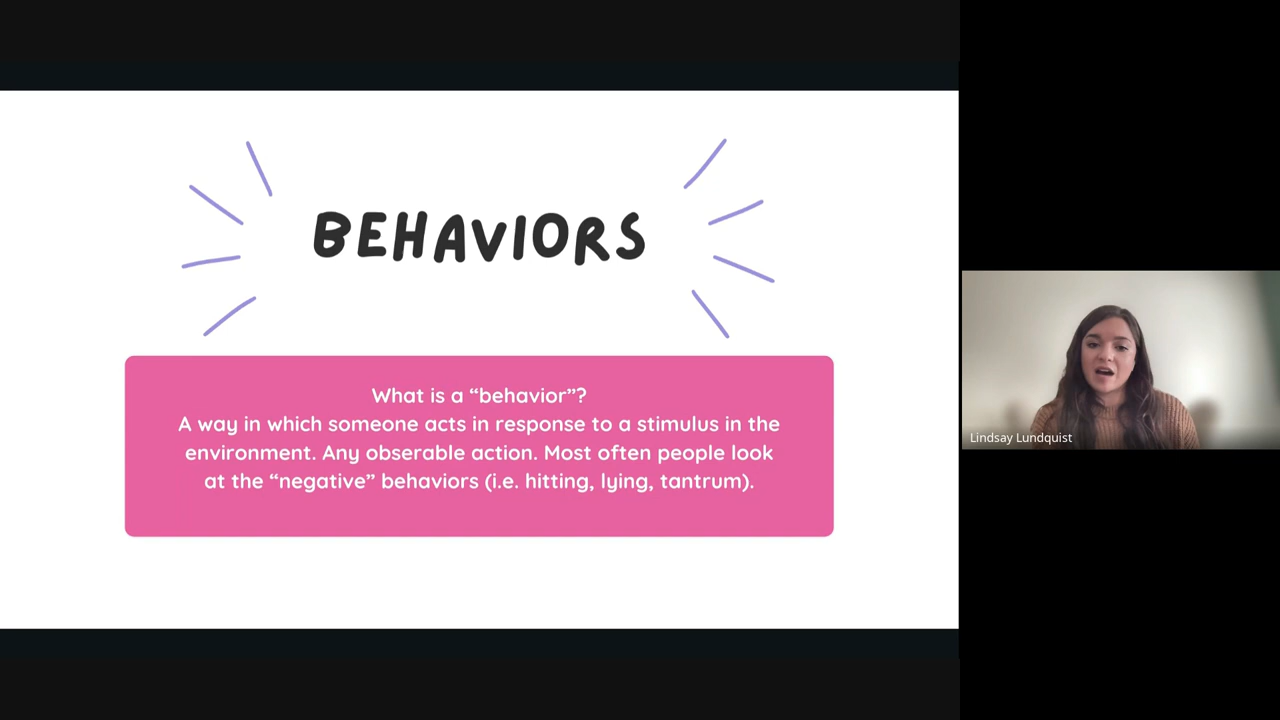 BEHAVIORS
What is a “behavior”?
A way in which someone acts in response to a stimulus in the
environment. Any obserable action. Most often people look
at the “negative” behaviors (i.e. hitting, lying, tantrum).
Lindsay Lundquist